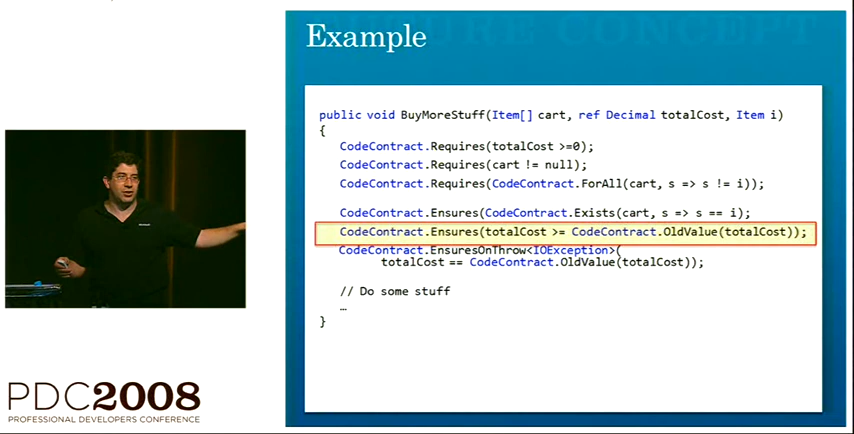 Example
public void BuyMoreStuff(Item[] cart, ref Decimal totalCost, Item i)
{
CodeContract.Requires(totalCost >=0);
CodeContract.Requires(cart != null);
CodeContract.Requires(CodeContract.ForAll(cart, s => s != i));
CodeContract.Ensures(CodeContract.Exists(cart, s => s == i);
CodeContract.Ensures(totalCost >= CodeContract.OldValue(totalCost));
CodeContract.EnsuresOnThrow<IOException>(
totalCost == CodeContract.OldValue(totalCost));
// Do some stuff
…
}
PDC2008
PROFESSIONAL DEVELOPERS CONFERENCE